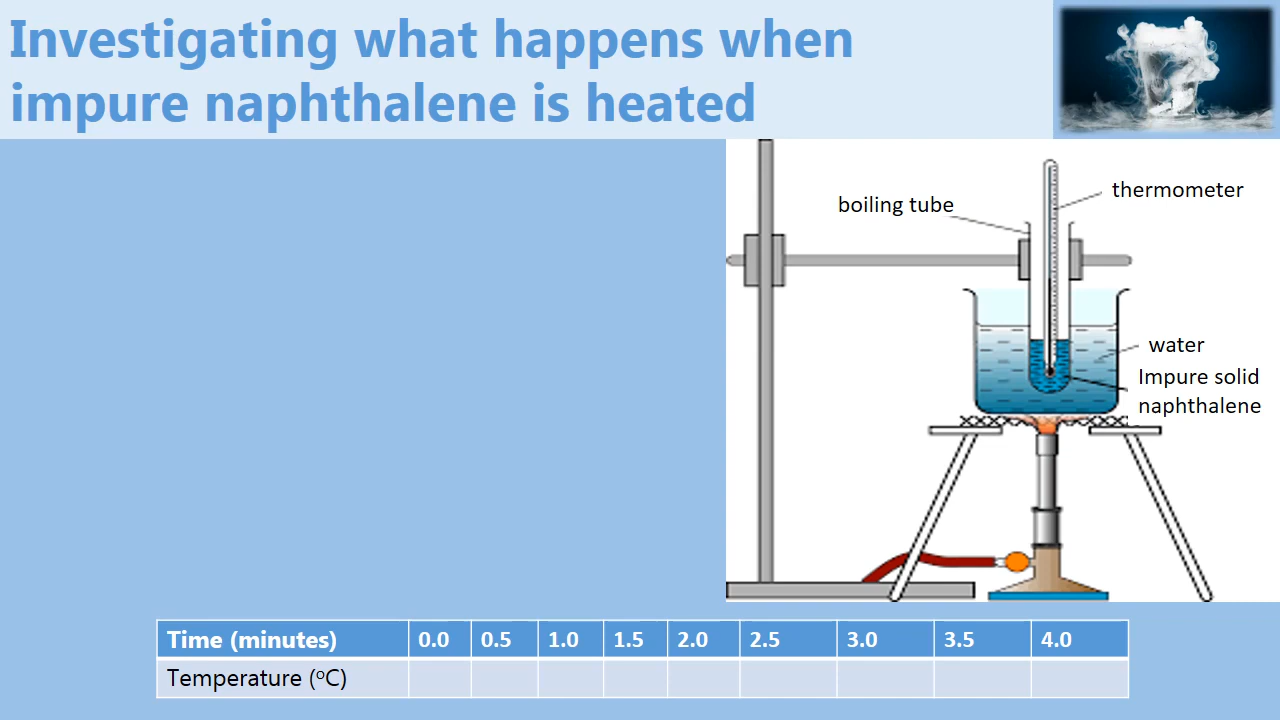 Investigating what happens when
impure naphthalene is heated
boiling tube
thermometer
water
Impure solid
naphthalene
Time (minutes) 0.0 0.5 1.0 1.5 2.0 2.5 3.0 3.5 4.0
Temperature (°C)